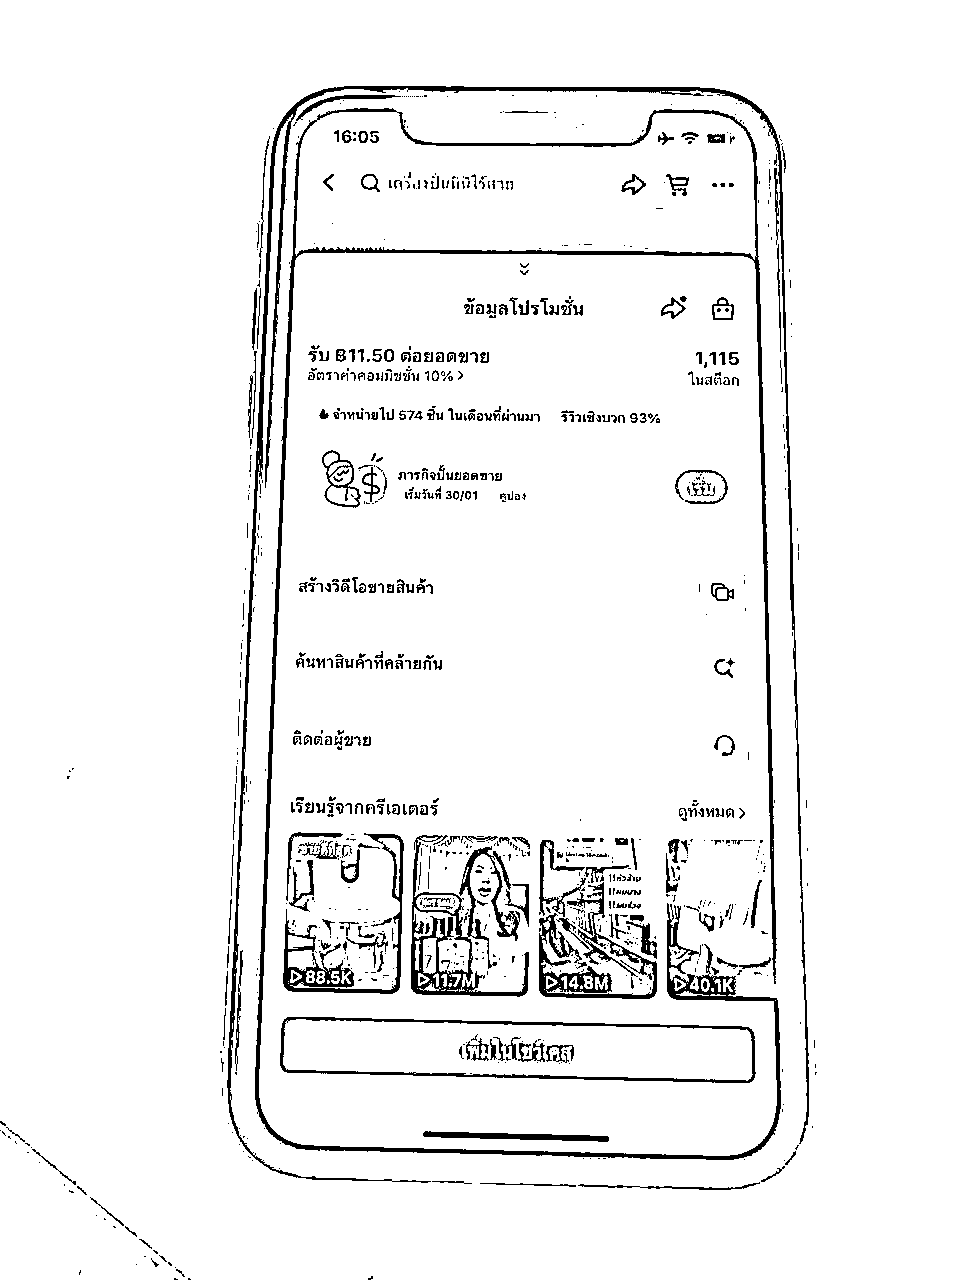 16:05
เครื่องปั่นมินิไร้สาย
ข้อมูลโปรโมชั่น
รับ ฿11.50 ต่อยอดขาย
1,115
อัตราค่าคอมมิชชั่น 10% >
ในสต็อก
จำหน่ายไป 574 ชิ้น ในเดือนที่ผ่านมา รีวิวเชิงบวก 93%
ภารกิจปั้นยอดขาย
เริ่มวันที่ 30/01 คูปอง
สร้างวิดีโอขายสินค้า
ค้นหาสินค้าที่คล้ายกัน
ติดต่อผู้ขาย
เรียนรู้จากครีเอเตอร์
ดูทั้งหมด >
88.5K
11.7M
14.8M
40.1K
เพิ่มในโชว์เคส